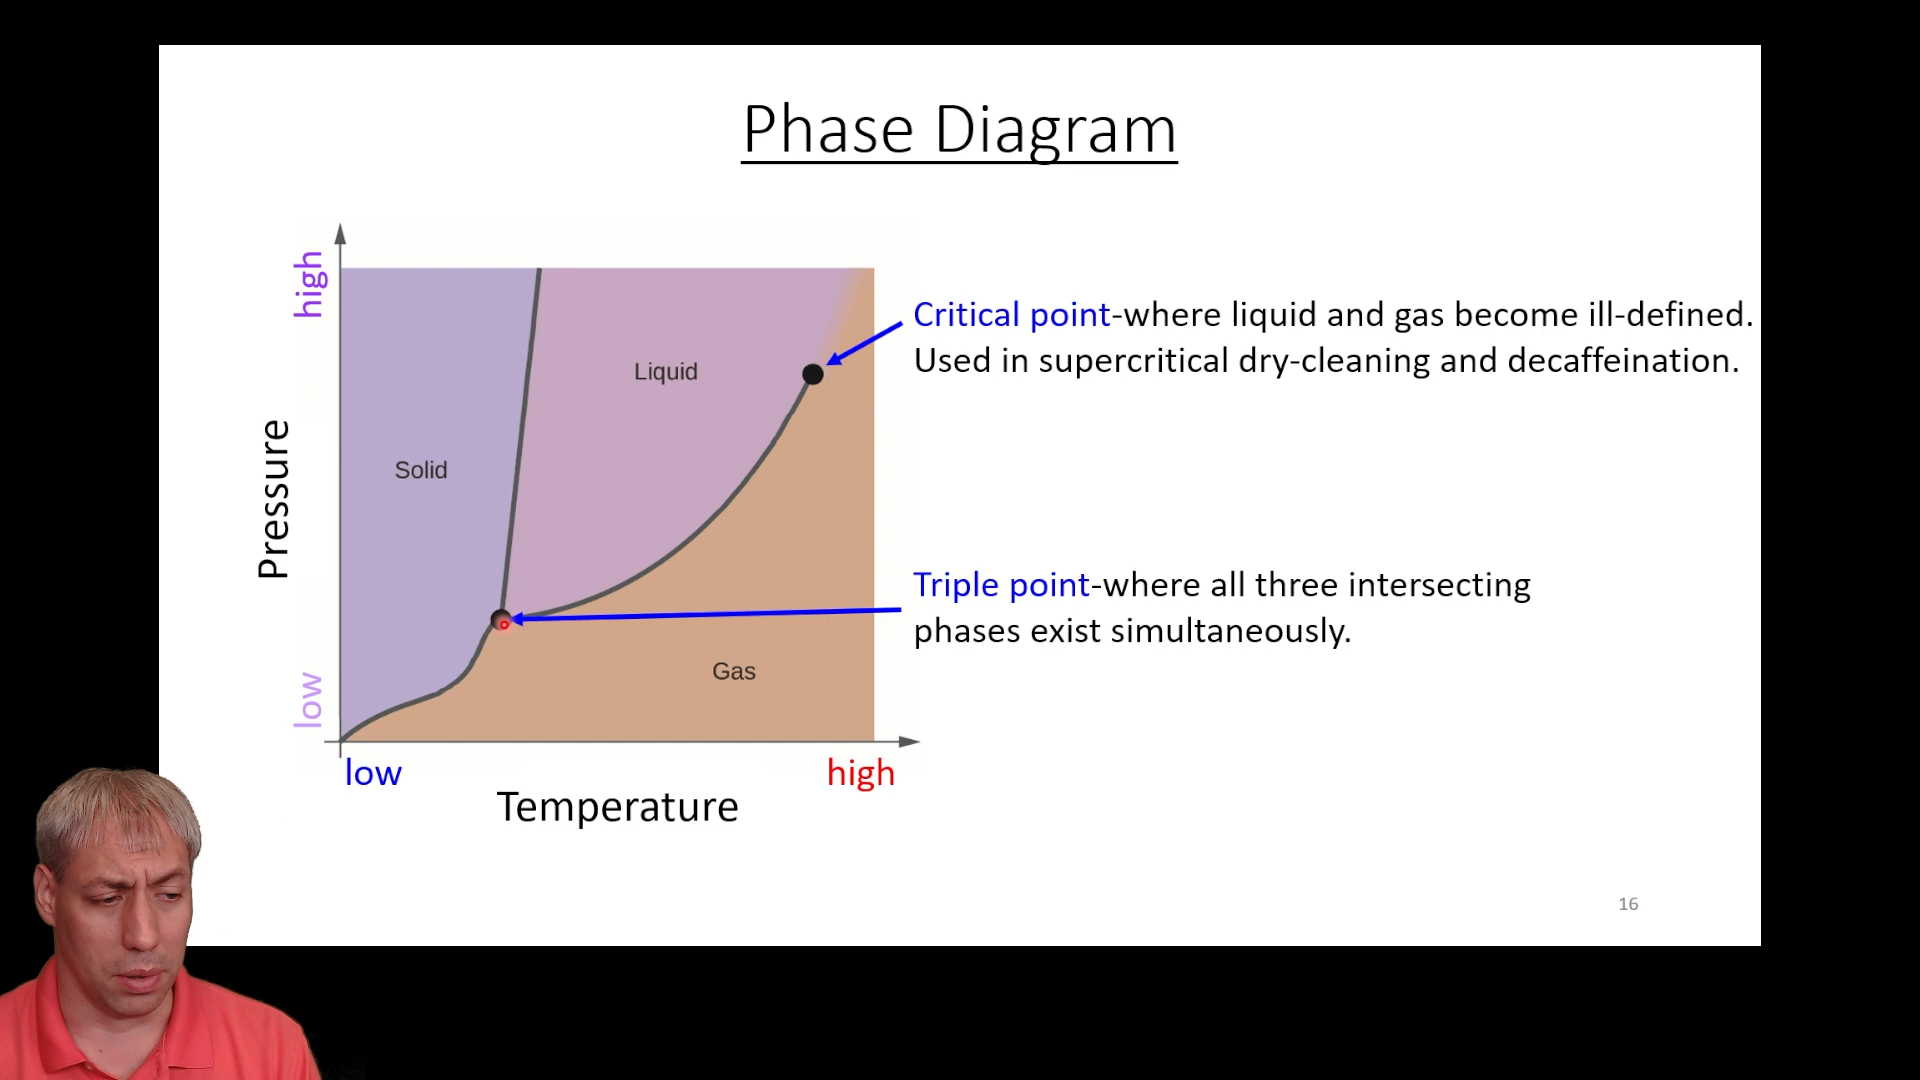 Phase Diagram
high
Pressure
low
Solid
Liquid
Gas
low
high
Temperature
Critical point-where liquid and gas become ill-defined.
Used in supercritical dry-cleaning and decaffeination.
Triple point-where all three intersecting
phases exist simultaneously.
16